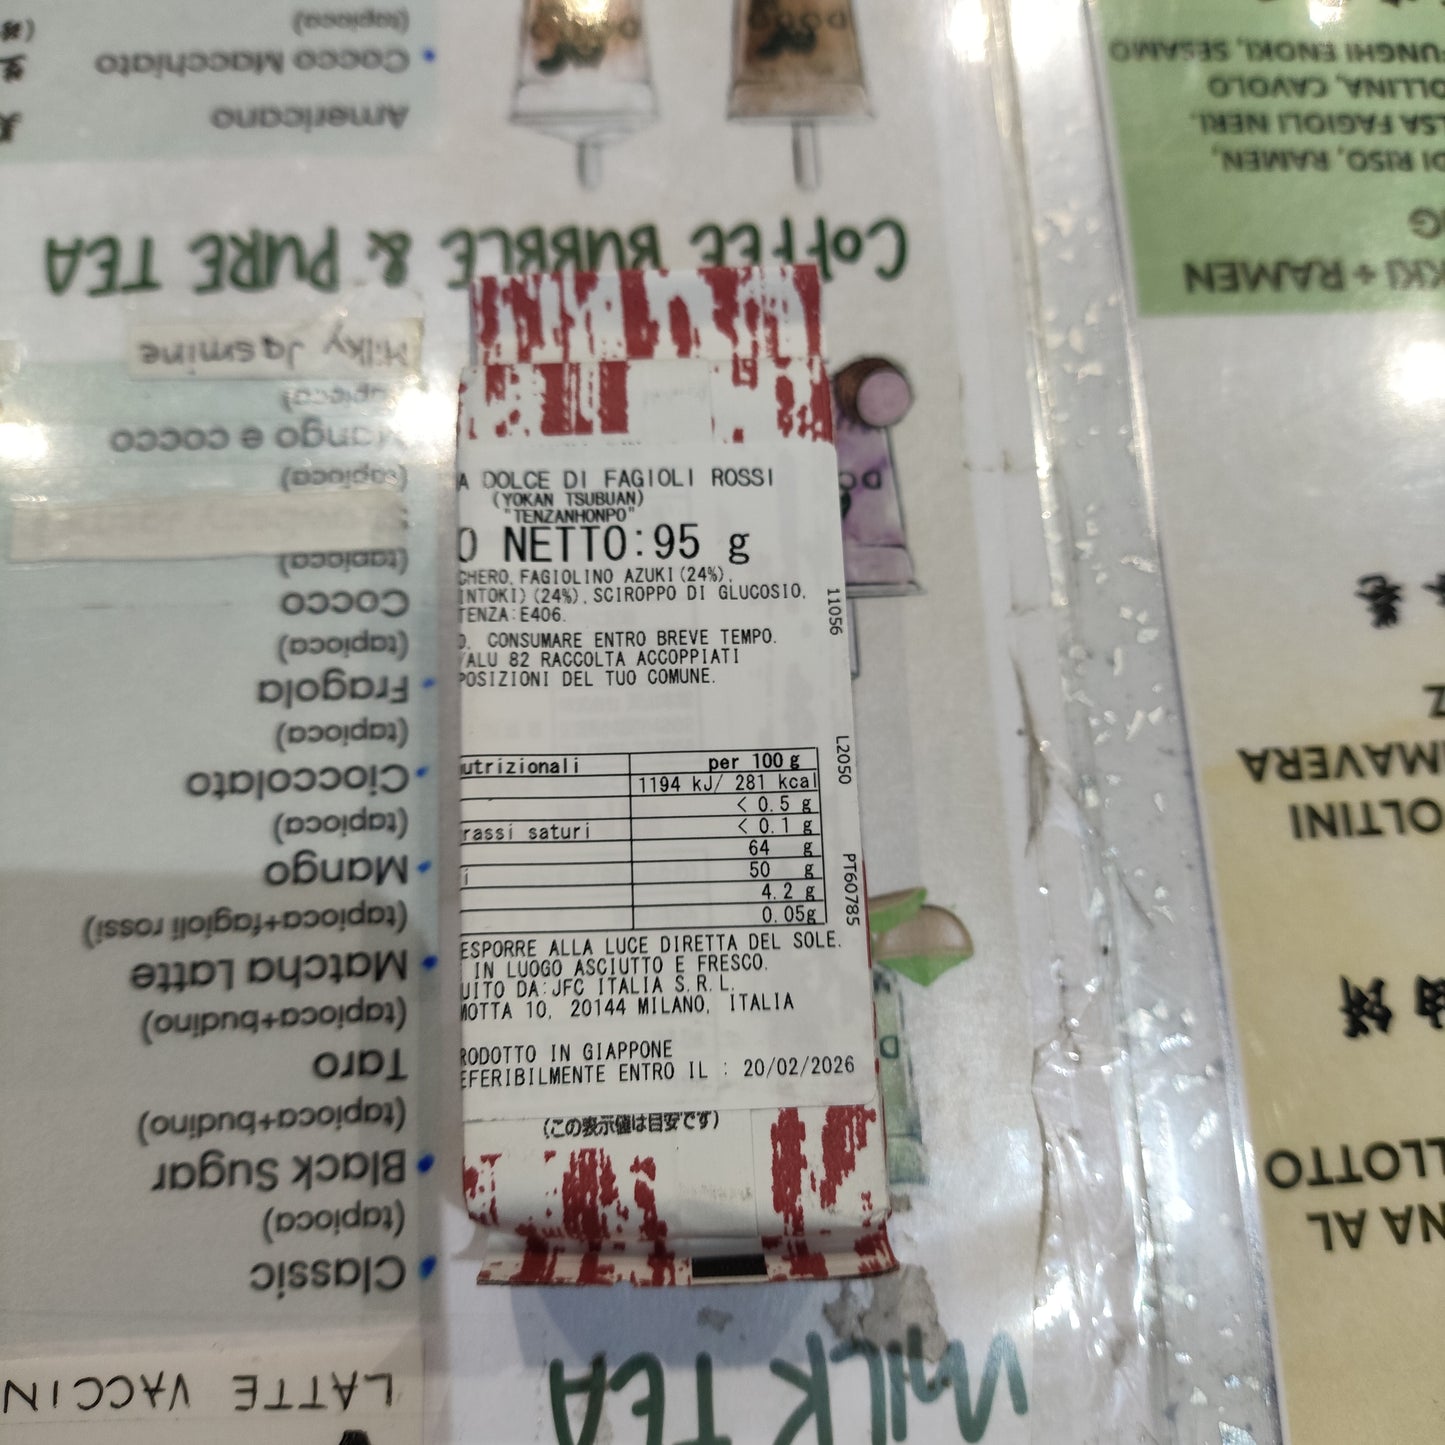 A DOLCE DI FAGIOLI ROSSI
(YOKAN TSUBUAN)
"TENZANHONPO"
O NETTO:95 g
CHERO, FAGIOLINO AZUKI(24%),
INTOKI)(24%), SCIROPPO DI GLUCOSIO,
TENZA:E406.
O. CONSUMARE ENTRO BREVE TEMPO.
/ALU 82 RACCOLTA ACCOPPIATI
POSIZIONI DEL TUO COMUNE.
utrizionali per 100 g
1194 kJ/ 281 kcal
< 0.5 g
rassi saturi < 0.1 g
64 g
i 50 g
4.2 g
0.05g
ESPORRE ALLA LUCE DIRETTA DEL SOLE.
IN LUOGO ASCIUTTO E FRESCO.
UITO DA:JFC ITALIA S.R.L.
MOTTA 10, 20144 MILANO, ITALIA
RODOTTO IN GIAPPONE
EFERIBILMENTE ENTRO IL : 20/02/2026
11056
L2050
PT60785
(この表示値は目安です)
MILK TEA
LATTE VACCIN
Classic
(tapioca)
Black Sugar
(tapioca+budino)
Taro
(tapioca+budino)
Matcha Latte
(tapioca+fagioli rossi)
Mango
(tapioca)
Cioccolato
(tapioca)
Fragola
(tapioca)
Cocco
(tapioca)
(tapioca)
Mango e cocco
(tapioca)
Milky Jasmine
COFFEE BUBBLE & PURE TEA
Americano
Cocco Macchiato
(tapioca)
NA AL
LLOTTO
OLTINI
MAVERA
KKI + RAMEN
G
DI RISO, RAMEN,
LSA FAGIOLI NERI,
OLLINA, CAVOLO
UNGHI ENOKI, SESAMO